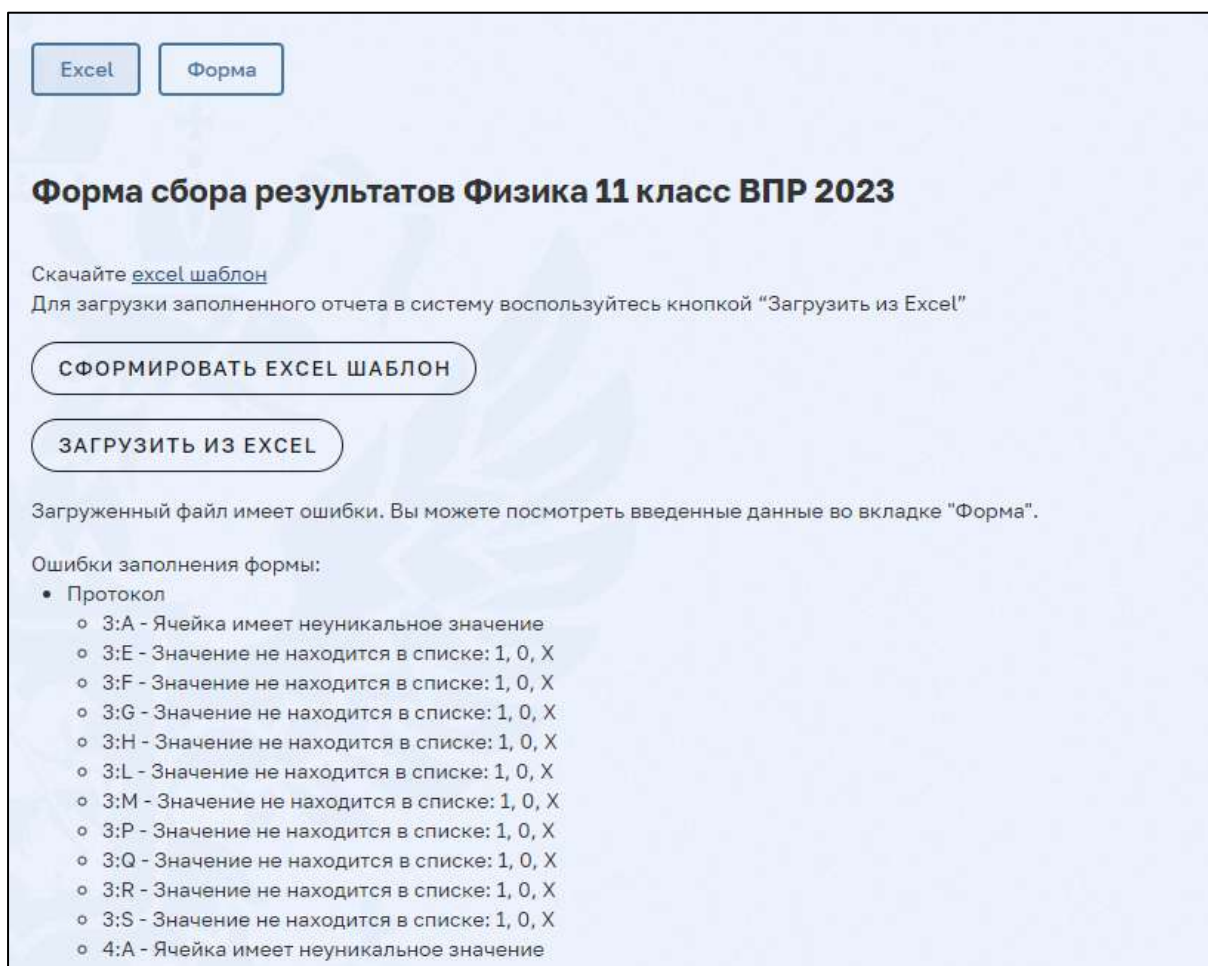 Excel Форма
Форма сбора результатов Физика 11 класс ВПР 2023
Скачайте excel шаблон
Для загрузки заполненного отчета в систему воспользуйтесь кнопкой “Загрузить из Excel”
СФОРМИРОВАТЬ EXCEL ШАБЛОН
ЗАГРУЗИТЬ ИЗ EXCEL
Загруженный файл имеет ошибки. Вы можете посмотреть введенные данные во вкладке "Форма".
Ошибки заполнения формы:
• Протокол
◦ 3:A - Ячейка имеет неуникальное значение
◦ 3:E - Значение не находится в списке: 1, 0, X
◦ 3:F - Значение не находится в списке: 1, 0, X
◦ 3:G - Значение не находится в списке: 1, 0, X
◦ 3:H - Значение не находится в списке: 1, 0, X
◦ 3:L - Значение не находится в списке: 1, 0, X
◦ 3:M - Значение не находится в списке: 1, 0, X
◦ 3:P - Значение не находится в списке: 1, 0, X
◦ 3:Q - Значение не находится в списке: 1, 0, X
◦ 3:R - Значение не находится в списке: 1, 0, X
◦ 3:S - Значение не находится в списке: 1, 0, X
◦ 4:A - Ячейка имеет неуникальное значение